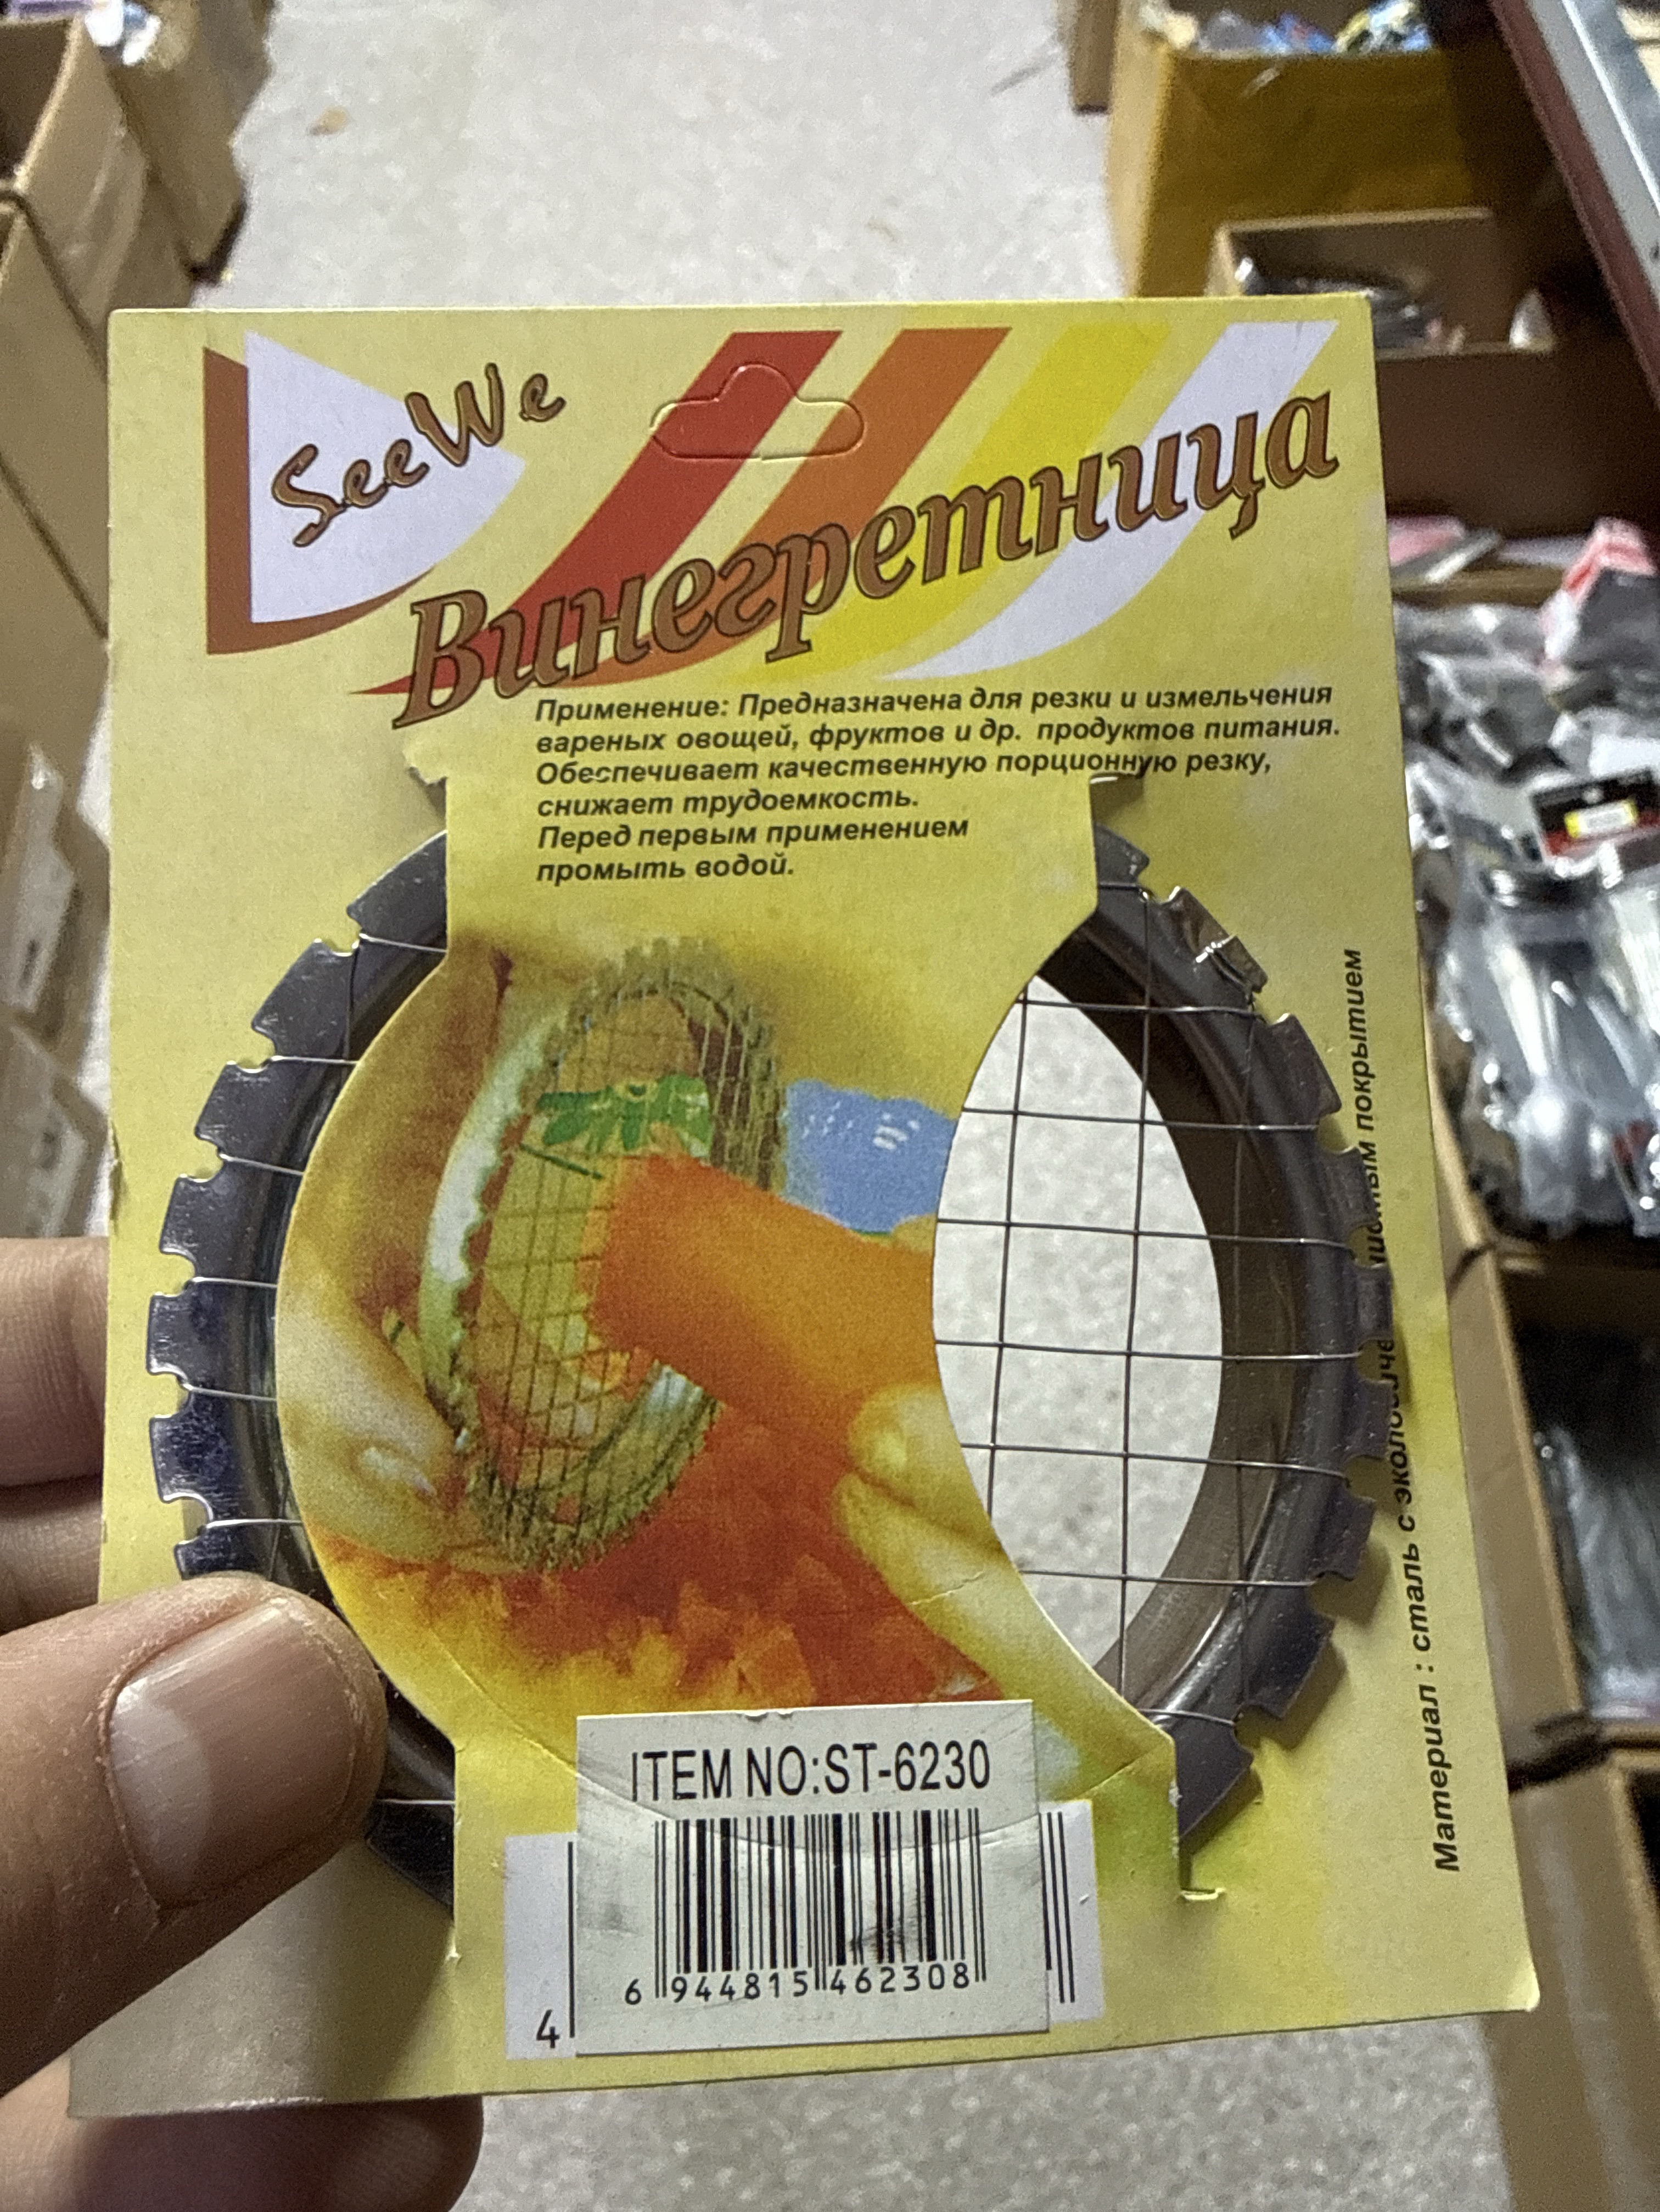 SeeWe
Винегретница
Применение: Предназначена для резки и измельчения
вареных овощей, фруктов и др. продуктов питания.
Обеспечивает качественную порционную резку,
снижает трудоемкость.
Перед первым применением
промыть водой.
Материал : сталь с покрытием
ITEM NO:ST-6230
6 944815 462308
4